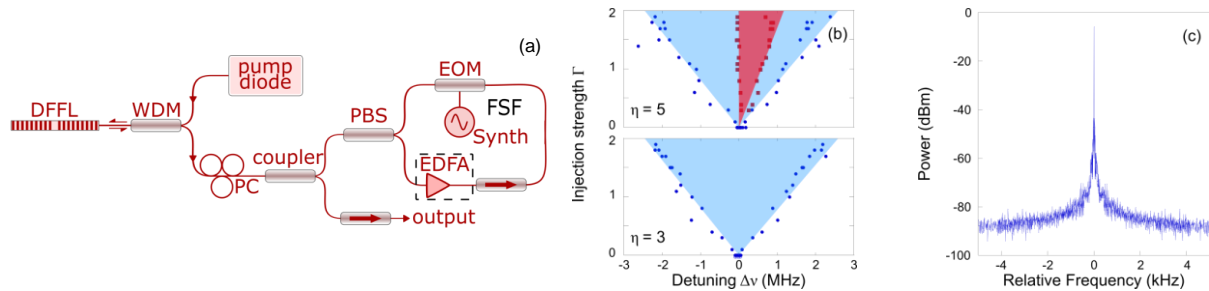 (a)
pump
diode
DFFL
WDM
PC
coupler
PBS
EOM
FSF
Synth
EDFA
output
(b)
Injection strength Γ
2
1
0
η = 5
2
1
0
η = 3
-3 -2 -1 0 1 2 3
Detuning Δν (MHz)
(c)
Power (dBm)
0
-20
-40
-60
-80
-100
-4 -2 0 2 4
Relative Frequency (kHz)